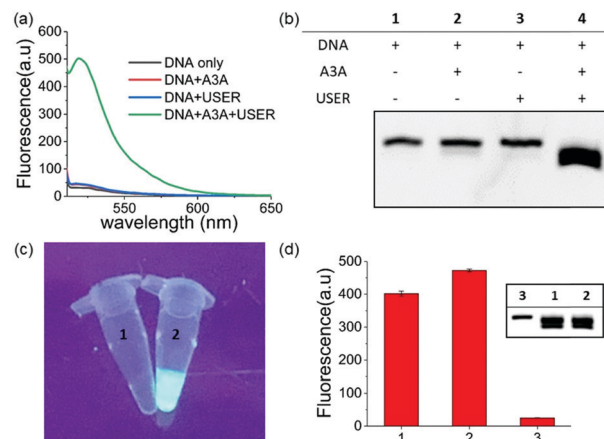 (a)
Fluorescence(a.u)
500
400
300
200
100
0
DNA only
DNA+A3A
DNA+USER
DNA+A3A+USER
550 600 650
wavelength (nm)
(b)
1 2 3 4
DNA + + + +
A3A - + - +
USER - - + +
(c)
1 2
(d)
Fluorescence(a.u)
500
400
300
200
100
0
3 1 2
1 2 3